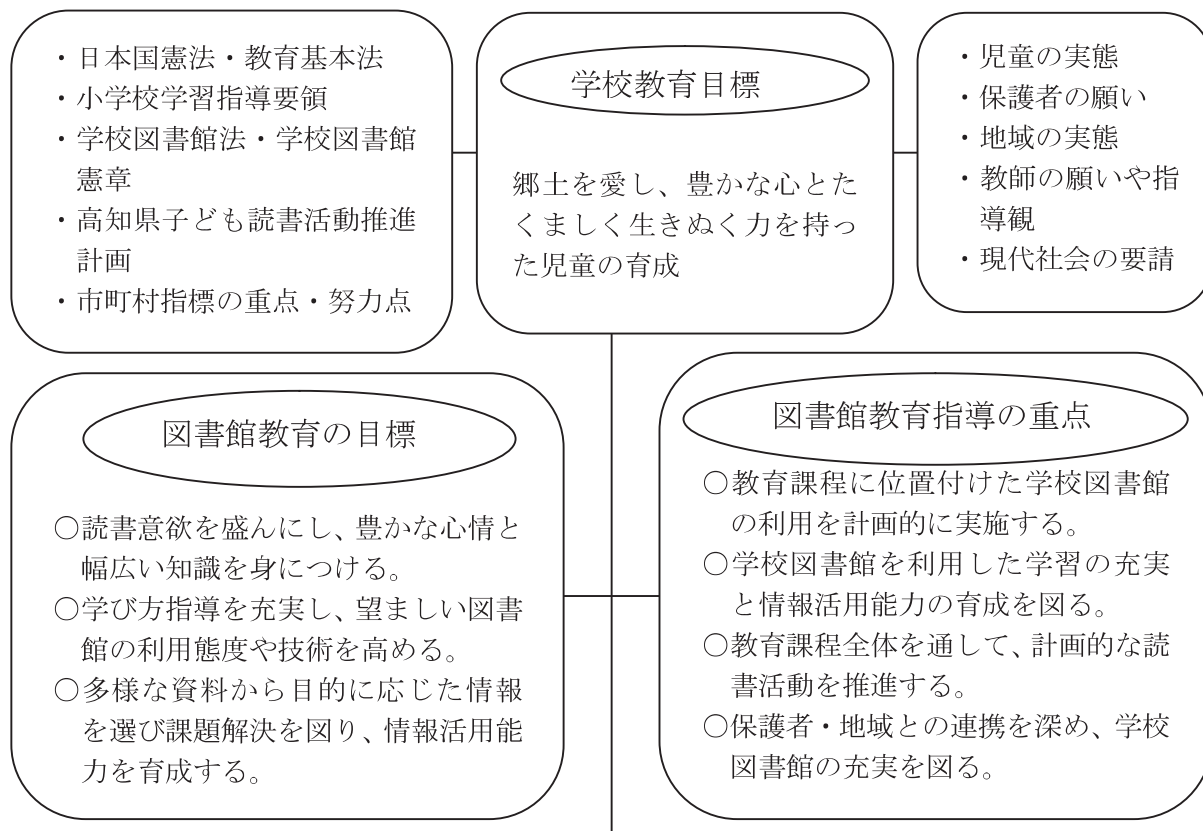 ・日本国憲法・教育基本法
・小学校学習指導要領
・学校図書館法・学校図書館
憲章
・高知県子ども読書活動推進
計画
・市町村指標の重点・努力点
学校教育目標
郷土を愛し、豊かな心とた
くましく生きぬく力を持っ
た児童の育成
・児童の実態
・保護者の願い
・地域の実態
・教師の願いや指
導観
・現代社会の要請
図書館教育の目標
○読書意欲を盛んにし、豊かな心情と
幅広い知識を身につける。
○学び方指導を充実し、望ましい図書
館の利用態度や技術を高める。
○多様な資料から目的に応じた情報
を選び課題解決を図り、情報活用能
力を育成する。
図書館教育指導の重点
○教育課程に位置付けた学校図書館
の利用を計画的に実施する。
○学校図書館を利用した学習の充実
と情報活用能力の育成を図る。
○教育課程全体を通して、計画的な読
書活動を推進する。
○保護者・地域との連携を深め、学校
図書館の充実を図る。